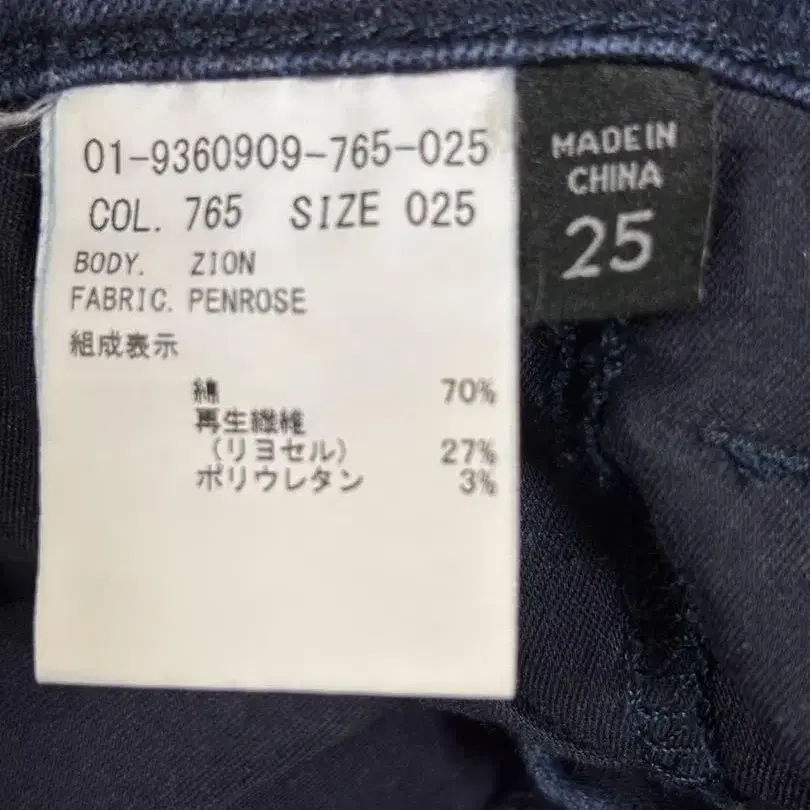 01-9360909-765-025
COL. 765 SIZE 025
BODY. ZION
FABRIC. PENROSE
組成表示
綿 70%
再生繊維
(リヨセル) 27%
ポリウレタン 3%
MADE IN
CHINA
25